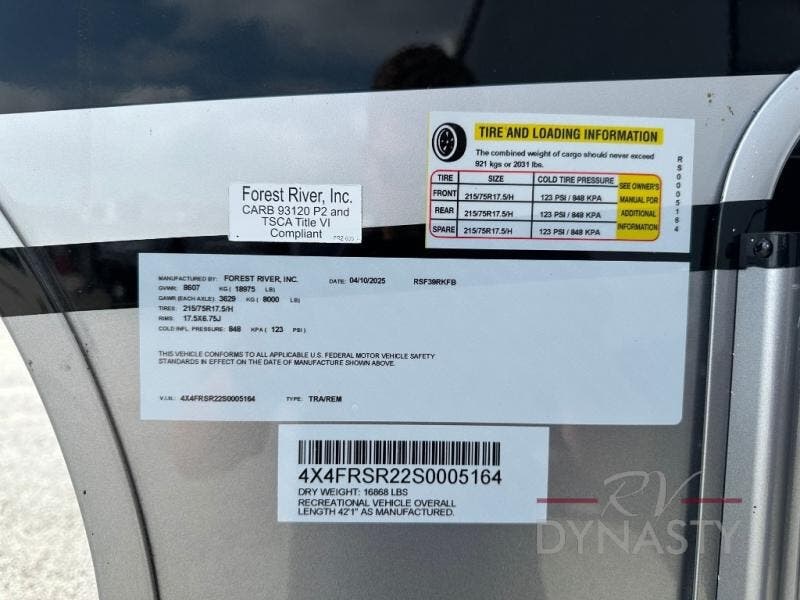 TIRE AND LOADING INFORMATION
The combined weight of cargo should never exceed
921 kgs or 2031 lbs.
TIRE SIZE COLD TIRE PRESSURE SEE OWNER'S MANUAL FOR ADDITIONAL INFORMATION
FRONT 215/75R17.5/H 123 PSI / 848 KPA
REAR 215/75R17.5/H 123 PSI / 848 KPA
SPARE 215/75R17.5/H 123 PSI / 848 KPA
RS0005164
Forest River, Inc.
CARB 93120 P2 and
TSCA Title VI
Compliant
MANUFACTURED BY: FOREST RIVER, INC. DATE: 04/10/2025 RSF39RKFB
GVWR: 8607 KG ( 18975 LB)
GAWR (EACH AXLE): 3629 KG ( 8000 LB)
TIRES: 215/75R17.5/H
RIMS: 17.5X6.75J
COLD INFL. PRESSURE: 848 KPA ( 123 PSI )
THIS VEHICLE CONFORMS TO ALL APPLICABLE U.S. FEDERAL MOTOR VEHICLE SAFETY
STANDARDS IN EFFECT ON THE DATE OF MANUFACTURE SHOWN ABOVE.
V.I.N.: 4X4FRSR22S0005164 TYPE: TRA/REM
4X4FRSR22S0005164
DRY WEIGHT: 16868 LBS
RECREATIONAL VEHICLE OVERALL
LENGTH 42'1" AS MANUFACTURED.
RV
DYNASTY